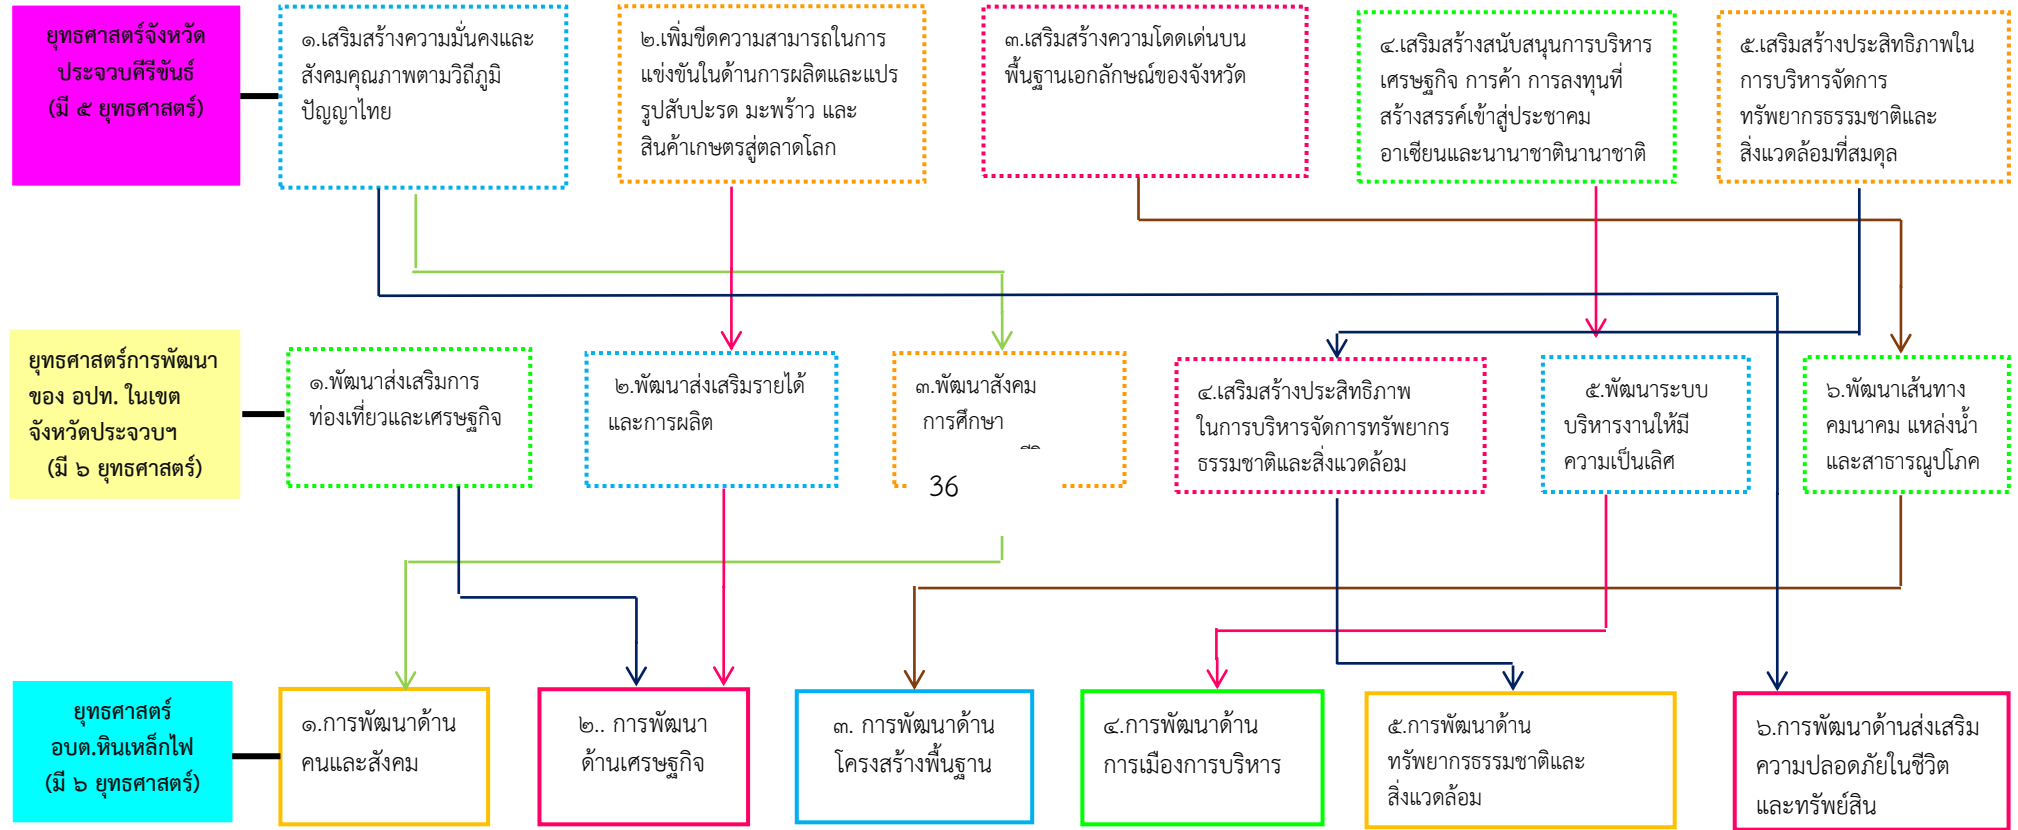 ยุทธศาสตร์จังหวัด
ประจวบคีรีขันธ์
(มี ๕ ยุทธศาสตร์)
๑.เสริมสร้างความมั่นคงและ
สังคมคุณภาพตามวิถีภูมิ
ปัญญาไทย
๒.เพิ่มขีดความสามารถในการ
แข่งขันในด้านการผลิตและแปร
รูปสับปะรด มะพร้าว และ
สินค้าเกษตรสู่ตลาดโลก
๓.เสริมสร้างความโดดเด่นบน
พื้นฐานเอกลักษณ์ของจังหวัด
๔.เสริมสร้างสนับสนุนการบริหาร
เศรษฐกิจ การค้า การลงทุนที่
สร้างสรรค์เข้าสู่ประชาคม
อาเซียนและนานาชาตินานาชาติ
๕.เสริมสร้างประสิทธิภาพใน
การบริหารจัดการ
ทรัพยากรธรรมชาติและ
สิ่งแวดล้อมที่สมดุล
ยุทธศาสตร์การพัฒนา
ของ อปท. ในเขต
จังหวัดประจวบฯ
(มี ๖ ยุทธศาสตร์)
๑.พัฒนาส่งเสริมการ
ท่องเที่ยวและเศรษฐกิจ
๒.พัฒนาส่งเสริมรายได้
และการผลิต
๓.พัฒนาสังคม
การศึกษา
36
๔.เสริมสร้างประสิทธิภาพ
ในการบริหารจัดการทรัพยากร
ธรรมชาติและสิ่งแวดล้อม
๕.พัฒนาระบบ
บริหารงานให้มี
ความเป็นเลิศ
๖.พัฒนาเส้นทาง
คมนาคม แหล่งน้ำ
และสาธารณูปโภค
ยุทธศาสตร์
อบต.หินเหล็กไฟ
(มี ๖ ยุทธศาสตร์)
๑.การพัฒนาด้าน
คนและสังคม
๒.. การพัฒนา
ด้านเศรษฐกิจ
๓. การพัฒนาด้าน
โครงสร้างพื้นฐาน
๔.การพัฒนาด้าน
การเมืองการบริหาร
๕.การพัฒนาด้าน
ทรัพยากรธรรมชาติและ
สิ่งแวดล้อม
๖.การพัฒนาด้านส่งเสริม
ความปลอดภัยในชีวิต
และทรัพย์สิน